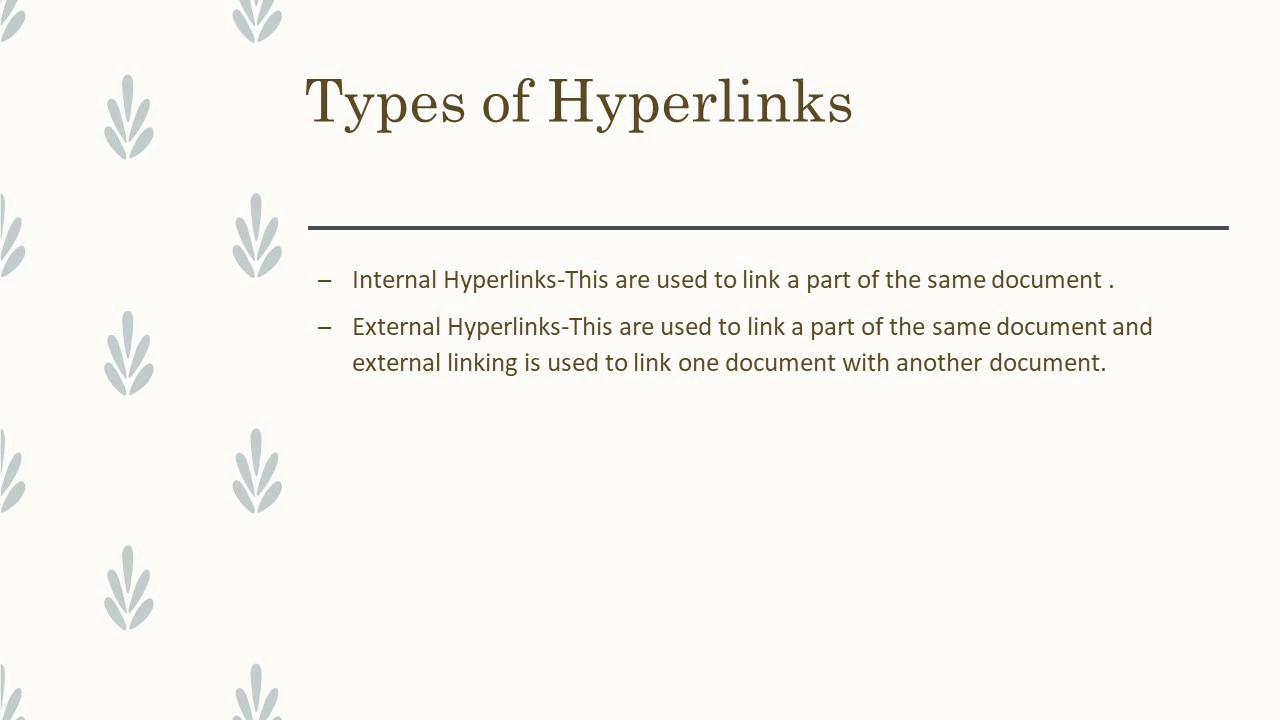 Types of Hyperlinks
– Internal Hyperlinks-This are used to link a part of the same document .
– External Hyperlinks-This are used to link a part of the same document and
external linking is used to link one document with another document.